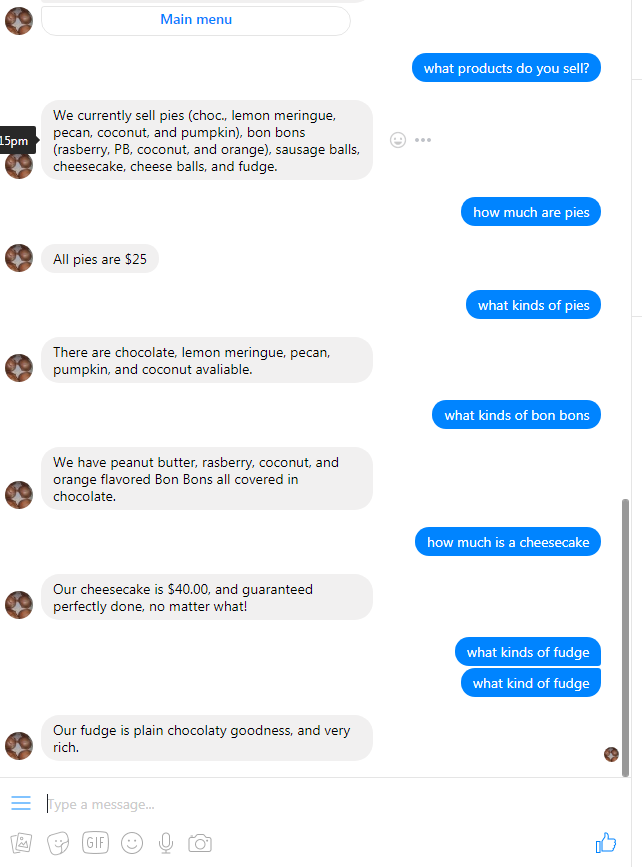 Main menu
what products do you sell?
We currently sell pies (choc., lemon meringue,
pecan, coconut, and pumpkin), bon bons
(rasberry, PB, coconut, and orange), sausage balls,
cheesecake, cheese balls, and fudge.
15pm
how much are pies
All pies are $25
what kinds of pies
There are chocolate, lemon meringue, pecan,
pumpkin, and coconut avaliable.
what kinds of bon bons
We have peanut butter, rasberry, coconut, and
orange flavored Bon Bons all covered in
chocolate.
how much is a cheesecake
Our cheesecake is $40.00, and guaranteed
perfectly done, no matter what!
what kinds of fudge
what kind of fudge
Our fudge is plain chocolaty goodness, and very
rich.
Type a message...
GIF